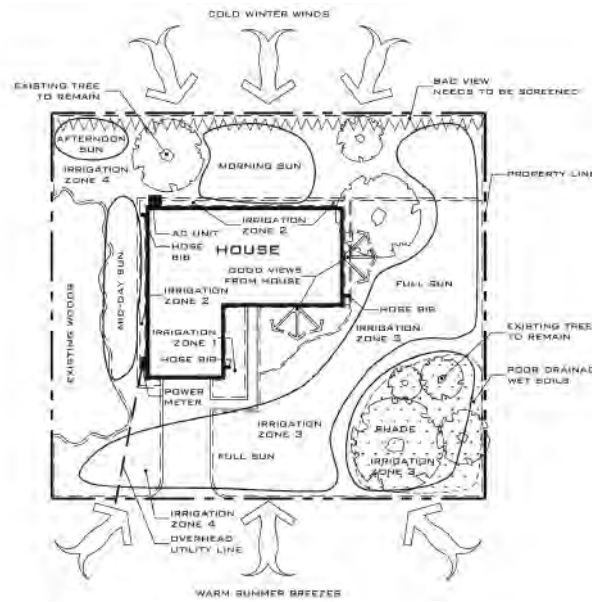 COLD WINTER WINDS
EXISTING TREE
TO REMAIN
BAD VIEW
NEEDS TO BE SCREENED
AFTERNOON
SUN
MORNING SUN
IRRIGATION
ZONE 4
PROPERTY LINE
IRRIGATION
ZONE 2
AC UNIT
HOSE
BIB
HOUSE
GOOD VIEWS
FROM HOUSE
FULL SUN
MID-DAY SUN
EXISTING WOODS
IRRIGATION
ZONE 2
HOSE BIB
IRRIGATION
ZONE 3
IRRIGATION
ZONE 1
HOSE BIB
EXISTING TREE
TO REMAIN
POOR DRAINAG
WET SOILS
POWER
METER
IRRIGATION
ZONE 3
SHADE
FULL SUN
IRRIGATION
ZONE 3
IRRIGATION
ZONE 4
OVERHEAD
UTILITY LINE
WARM SUMMER BREEZES